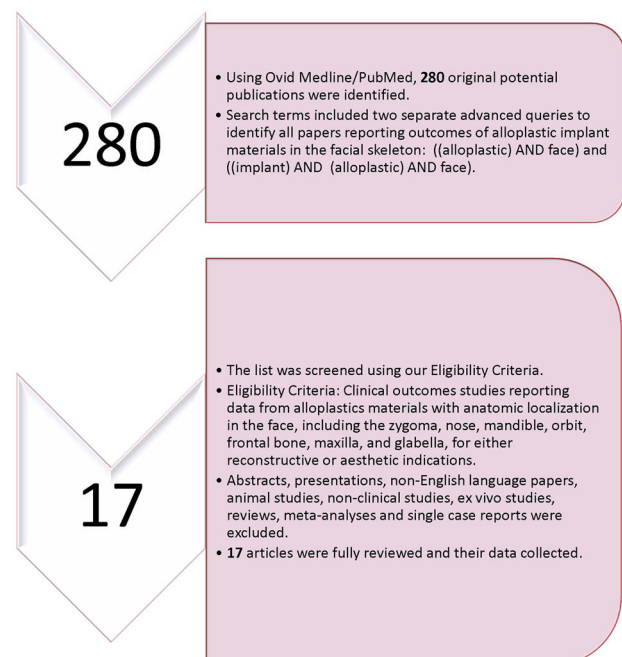 280
• Using Ovid Medline/PubMed, 280 original potential
publications were identified.
• Search terms included two separate advanced queries to
identify all papers reporting outcomes of alloplastic implant
materials in the facial skeleton: ((alloplastic) AND face) and
((implant) AND (alloplastic) AND face).
17
• The list was screened using our Eligibility Criteria.
• Eligibility Criteria: Clinical outcomes studies reporting
data from alloplastics materials with anatomic localization
in the face, including the zygoma, nose, mandible, orbit,
frontal bone, maxilla, and glabella, for either
reconstructive or aesthetic indications.
• Abstracts, presentations, non-English language papers,
animal studies, non-clinical studies, ex vivo studies,
reviews, meta-analyses and single case reports were
excluded.
• 17 articles were fully reviewed and their data collected.